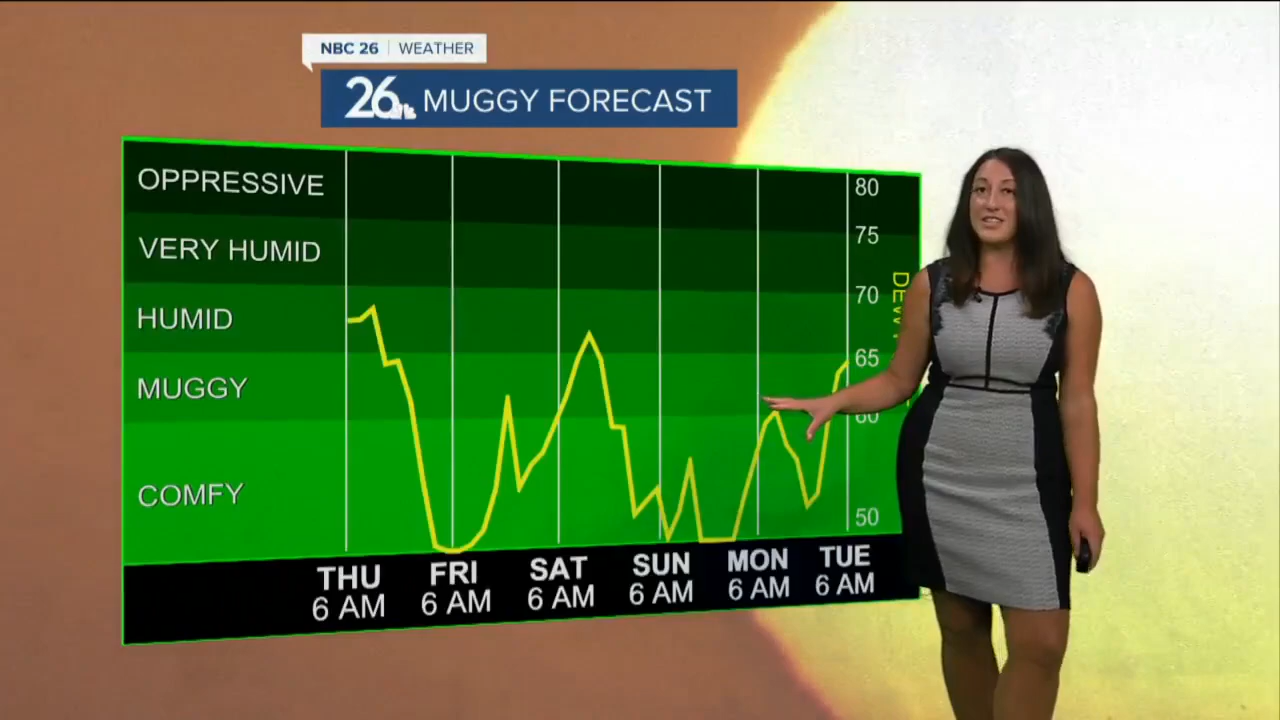 NBC 26 | WEATHER
26 MUGGY FORECAST
OPPRESSIVE
VERY HUMID
HUMID
MUGGY
COMFY
80
75
70
65
60
50
THU FRI SAT SUN MON TUE
6 AM 6 AM 6 AM 6 AM 6 AM 6 AM